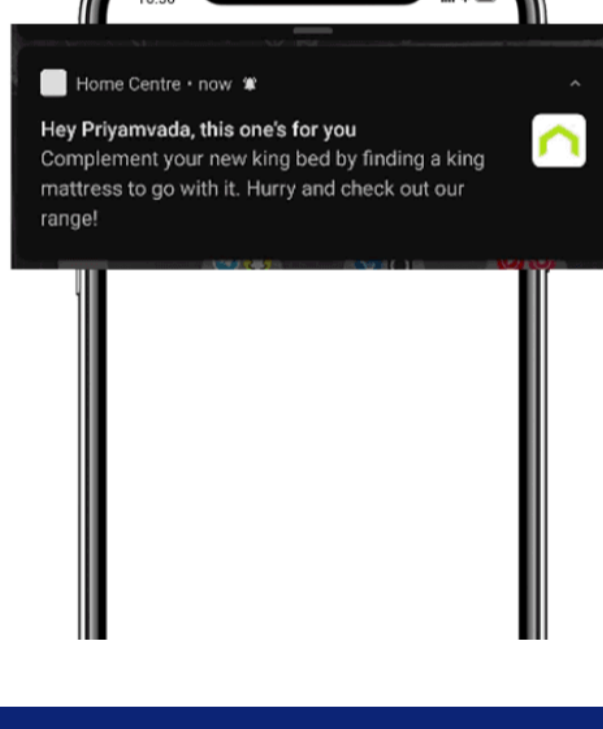 Home Centre • now
Hey Priyamvada, this one's for you
Complement your new king bed by finding a king
mattress to go with it. Hurry and check out our
range!